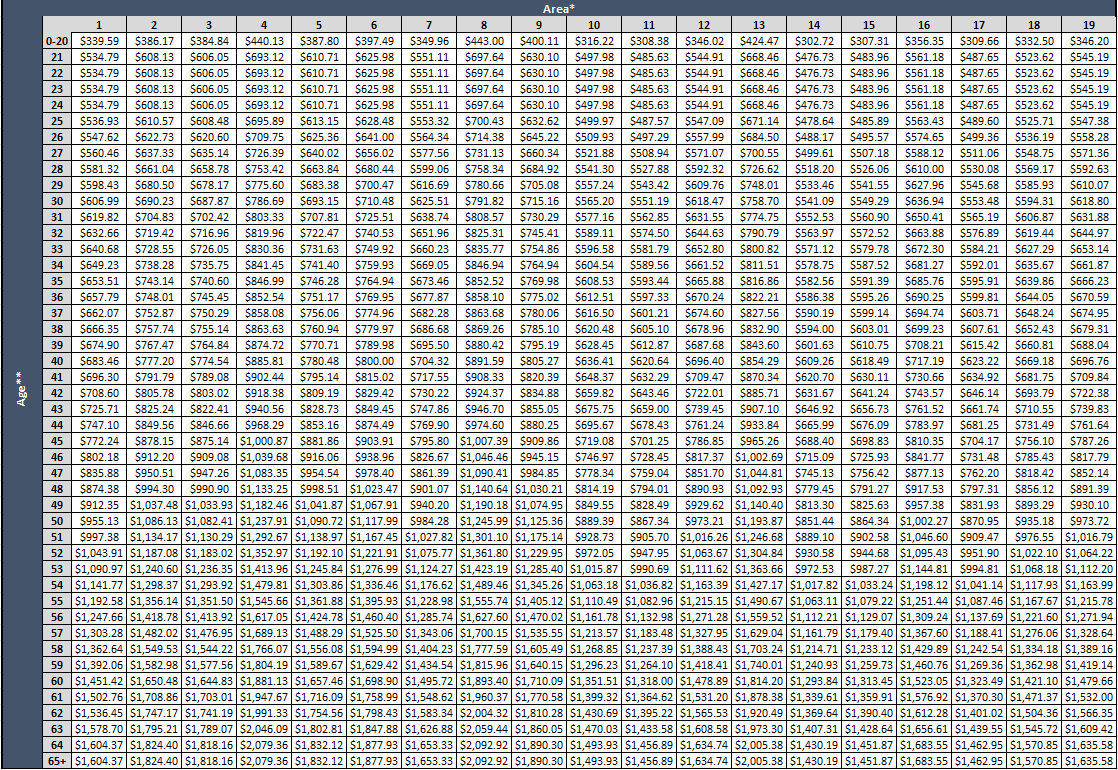 Area*
1 2 3 4 5 6 7 8 9 10 11 12 13 14 15 16 17 18 19
0-20 $339.59 $386.17 $384.84 $440.13 $387.80 $397.49 $349.96 $443.00 $400.11 $316.22 $308.38 $346.02 $424.47 $302.72 $307.31 $356.35 $309.66 $332.50 $346.20
21 $534.79 $608.13 $606.05 $693.12 $610.71 $625.98 $551.11 $697.64 $630.10 $497.98 $485.63 $544.91 $668.46 $476.73 $483.96 $561.18 $487.65 $523.62 $545.19
22 $534.79 $608.13 $606.05 $693.12 $610.71 $625.98 $551.11 $697.64 $630.10 $497.98 $485.63 $544.91 $668.46 $476.73 $483.96 $561.18 $487.65 $523.62 $545.19
23 $534.79 $608.13 $606.05 $693.12 $610.71 $625.98 $551.11 $697.64 $630.10 $497.98 $485.63 $544.91 $668.46 $476.73 $483.96 $561.18 $487.65 $523.62 $545.19
24 $534.79 $608.13 $606.05 $693.12 $610.71 $625.98 $551.11 $697.64 $630.10 $497.98 $485.63 $544.91 $668.46 $476.73 $483.96 $561.18 $487.65 $523.62 $545.19
25 $536.93 $610.57 $608.48 $695.89 $613.15 $628.48 $553.32 $700.43 $632.62 $499.97 $487.57 $547.09 $671.14 $478.64 $485.89 $563.43 $489.60 $525.71 $547.38
26 $547.62 $622.73 $620.60 $709.75 $625.36 $641.00 $564.34 $714.38 $645.22 $509.93 $497.29 $557.99 $684.50 $488.17 $495.57 $574.65 $499.36 $536.19 $558.28
27 $560.46 $637.33 $635.14 $726.39 $640.02 $656.02 $577.56 $731.13 $660.34 $521.88 $508.94 $571.07 $700.55 $499.61 $507.18 $588.12 $511.06 $548.75 $571.36
28 $581.32 $661.04 $658.78 $753.42 $663.84 $680.44 $599.06 $758.34 $684.92 $541.30 $527.88 $592.32 $726.62 $518.20 $526.06 $610.00 $530.08 $569.17 $592.63
29 $598.43 $680.50 $678.17 $775.60 $683.38 $700.47 $616.69 $780.66 $705.08 $557.24 $543.42 $609.76 $748.01 $533.46 $541.55 $627.96 $545.68 $585.93 $610.07
30 $606.99 $690.23 $687.87 $786.69 $693.15 $710.48 $625.51 $791.82 $715.16 $565.20 $551.19 $618.47 $758.70 $541.09 $549.29 $636.94 $553.48 $594.31 $618.80
31 $619.82 $704.83 $702.42 $803.33 $707.81 $725.51 $638.74 $808.57 $730.29 $577.16 $562.85 $631.55 $774.75 $552.53 $560.90 $650.41 $565.19 $606.87 $631.88
32 $632.66 $719.42 $716.96 $819.96 $722.47 $740.53 $651.96 $825.31 $745.41 $589.11 $574.50 $644.63 $790.79 $563.97 $572.52 $663.88 $576.89 $619.44 $644.97
33 $640.68 $728.55 $726.05 $830.36 $731.63 $749.92 $660.23 $835.77 $754.86 $596.58 $581.79 $652.80 $800.82 $571.12 $579.78 $672.30 $584.21 $627.29 $653.14
34 $649.23 $738.28 $735.75 $841.45 $741.40 $759.93 $669.05 $846.94 $764.94 $604.54 $589.56 $661.52 $811.51 $578.75 $587.52 $681.27 $592.01 $635.67 $661.87
35 $653.51 $743.14 $740.60 $846.99 $746.28 $764.94 $673.46 $852.52 $769.98 $608.53 $593.44 $665.88 $816.86 $582.56 $591.39 $685.76 $595.91 $639.86 $666.23
36 $657.79 $748.01 $745.45 $852.54 $751.17 $769.95 $677.87 $858.10 $775.02 $612.51 $597.33 $670.24 $822.21 $586.38 $595.26 $690.25 $599.81 $644.05 $670.59
37 $662.07 $752.87 $750.29 $858.08 $756.06 $774.96 $682.28 $863.68 $780.06 $616.50 $601.21 $674.60 $827.56 $590.19 $599.14 $694.74 $603.71 $648.24 $674.95
38 $666.35 $757.74 $755.14 $863.63 $760.94 $779.97 $686.68 $869.26 $785.10 $620.48 $605.10 $678.96 $832.90 $594.00 $603.01 $699.23 $607.61 $652.43 $679.31
39 $674.90 $767.47 $764.84 $874.72 $770.71 $789.98 $695.50 $880.42 $795.19 $628.45 $612.87 $687.68 $843.60 $601.63 $610.75 $708.21 $615.42 $660.81 $688.04
40 $683.46 $777.20 $774.54 $885.81 $780.48 $800.00 $704.32 $891.59 $805.27 $636.41 $620.64 $696.40 $854.29 $609.26 $618.49 $717.19 $623.22 $669.18 $696.76
41 $696.30 $791.79 $789.08 $902.44 $795.14 $815.02 $717.55 $908.33 $820.39 $648.37 $632.29 $709.47 $870.34 $620.70 $630.11 $730.66 $634.92 $681.75 $709.84
42 $708.60 $805.78 $803.02 $918.38 $809.19 $829.42 $730.22 $924.37 $834.88 $659.82 $643.46 $722.01 $885.71 $631.67 $641.24 $743.57 $646.14 $693.79 $722.38
43 $725.71 $825.24 $822.41 $940.56 $828.73 $849.45 $747.86 $946.70 $855.05 $675.75 $659.00 $739.45 $907.10 $646.92 $656.73 $761.52 $661.74 $710.55 $739.83
44 $747.10 $849.56 $846.66 $968.29 $853.16 $874.49 $769.90 $974.60 $880.25 $695.67 $678.43 $761.24 $933.84 $665.99 $676.09 $783.97 $681.25 $731.49 $761.64
45 $772.24 $878.15 $875.14 $1,000.87 $881.86 $903.91 $795.80 $1,007.39 $909.86 $719.08 $701.25 $786.85 $965.26 $688.40 $698.83 $810.35 $704.17 $756.10 $787.26
46 $802.18 $912.20 $909.08 $1,039.68 $916.06 $938.96 $826.67 $1,046.46 $945.15 $746.97 $728.45 $817.37 $1,002.69 $715.09 $725.93 $841.77 $731.48 $785.43 $817.79
47 $835.88 $950.51 $947.26 $1,083.35 $954.54 $978.40 $861.39 $1,090.41 $984.85 $778.34 $759.04 $851.70 $1,044.81 $745.13 $756.42 $877.13 $762.20 $818.42 $852.14
48 $874.38 $994.30 $990.90 $1,133.25 $998.51 $1,023.47 $901.07 $1,140.64 $1,030.21 $814.19 $794.01 $890.93 $1,092.93 $779.45 $791.27 $917.53 $797.31 $856.12 $891.39
49 $912.35 $1,037.48 $1,033.93 $1,182.46 $1,041.87 $1,067.91 $940.20 $1,190.18 $1,074.95 $849.55 $828.49 $929.62 $1,140.40 $813.30 $825.63 $957.38 $831.93 $893.29 $930.10
50 $955.13 $1,086.13 $1,082.41 $1,237.91 $1,090.72 $1,117.99 $984.28 $1,245.99 $1,125.36 $889.39 $867.34 $973.21 $1,193.87 $851.44 $864.34 $1,002.27 $870.95 $935.18 $973.72
51 $997.38 $1,134.17 $1,130.29 $1,292.67 $1,138.97 $1,167.45 $1,027.82 $1,301.10 $1,175.14 $928.73 $905.70 $1,016.26 $1,246.68 $889.10 $902.58 $1,046.60 $909.47 $976.55 $1,016.79
52 $1,043.91 $1,187.08 $1,183.02 $1,352.97 $1,192.10 $1,221.91 $1,075.77 $1,361.80 $1,229.95 $972.05 $947.95 $1,063.67 $1,304.84 $930.58 $944.68 $1,095.43 $951.90 $1,022.10 $1,064.22
53 $1,090.97 $1,240.60 $1,236.35 $1,413.96 $1,245.84 $1,276.99 $1,124.27 $1,423.19 $1,285.40 $1,015.87 $990.69 $1,111.62 $1,363.66 $972.53 $987.27 $1,144.81 $994.81 $1,068.18 $1,112.20
54 $1,141.77 $1,298.37 $1,293.92 $1,479.81 $1,303.86 $1,336.46 $1,176.62 $1,489.46 $1,345.26 $1,063.18 $1,036.82 $1,163.39 $1,427.17 $1,017.82 $1,033.24 $1,198.12 $1,041.14 $1,117.93 $1,163.99
55 $1,192.58 $1,356.14 $1,351.50 $1,545.66 $1,361.88 $1,395.93 $1,228.98 $1,555.74 $1,405.12 $1,110.49 $1,082.96 $1,215.15 $1,490.67 $1,063.11 $1,079.22 $1,251.44 $1,087.46 $1,167.67 $1,215.78
56 $1,247.66 $1,418.78 $1,413.92 $1,617.05 $1,424.78 $1,460.40 $1,285.74 $1,627.60 $1,470.02 $1,161.78 $1,132.98 $1,271.28 $1,559.52 $1,112.21 $1,129.07 $1,309.24 $1,137.69 $1,221.60 $1,271.94
57 $1,303.28 $1,482.02 $1,476.95 $1,689.13 $1,488.29 $1,525.50 $1,343.06 $1,700.15 $1,535.55 $1,213.57 $1,183.48 $1,327.95 $1,629.04 $1,161.79 $1,179.40 $1,367.60 $1,188.41 $1,276.06 $1,328.64
58 $1,362.64 $1,549.53 $1,544.22 $1,766.07 $1,556.08 $1,594.99 $1,404.23 $1,777.59 $1,605.49 $1,268.85 $1,237.39 $1,388.43 $1,703.24 $1,214.71 $1,233.12 $1,429.89 $1,242.54 $1,334.18 $1,389.16
59 $1,392.06 $1,582.98 $1,577.56 $1,804.19 $1,589.67 $1,629.42 $1,434.54 $1,815.96 $1,640.15 $1,296.23 $1,264.10 $1,418.41 $1,740.01 $1,240.93 $1,259.73 $1,460.76 $1,269.36 $1,362.98 $1,419.14
60 $1,451.42 $1,650.48 $1,644.83 $1,881.13 $1,657.46 $1,698.90 $1,495.72 $1,893.40 $1,710.09 $1,351.51 $1,318.00 $1,478.89 $1,814.20 $1,293.84 $1,313.45 $1,523.05 $1,323.49 $1,421.10 $1,479.66
61 $1,502.76 $1,708.86 $1,703.01 $1,947.67 $1,716.09 $1,758.99 $1,548.62 $1,960.37 $1,770.58 $1,399.32 $1,364.62 $1,531.20 $1,878.38 $1,339.61 $1,359.91 $1,576.92 $1,370.30 $1,471.37 $1,532.00
62 $1,536.45 $1,747.17 $1,741.19 $1,991.33 $1,754.56 $1,798.43 $1,583.34 $2,004.32 $1,810.28 $1,430.69 $1,395.22 $1,565.53 $1,920.49 $1,369.64 $1,390.40 $1,612.28 $1,401.02 $1,504.36 $1,566.35
63 $1,578.70 $1,795.21 $1,789.07 $2,046.09 $1,802.81 $1,847.88 $1,626.88 $2,059.44 $1,860.05 $1,470.03 $1,433.58 $1,608.58 $1,973.30 $1,407.31 $1,428.64 $1,656.61 $1,439.55 $1,545.72 $1,609.42
64 $1,604.37 $1,824.40 $1,818.16 $2,079.36 $1,832.12 $1,877.93 $1,653.33 $2,092.92 $1,890.30 $1,493.93 $1,456.89 $1,634.74 $2,005.38 $1,430.19 $1,451.87 $1,683.55 $1,462.95 $1,570.85 $1,635.58
65+ $1,604.37 $1,824.40 $1,818.16 $2,079.36 $1,832.12 $1,877.93 $1,653.33 $2,092.92 $1,890.30 $1,493.93 $1,456.89 $1,634.74 $2,005.38 $1,430.19 $1,451.87 $1,683.55 $1,462.95 $1,570.85 $1,635.58
Age**